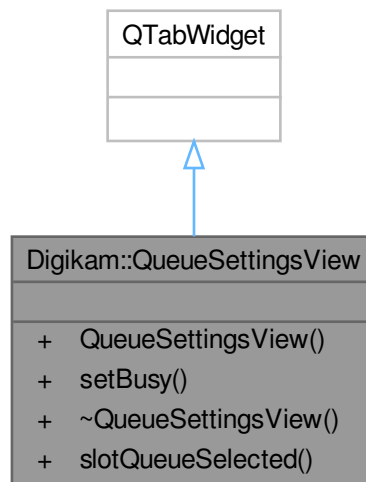 QTabWidget
Digikam::QueueSettingsView
+ QueueSettingsView()
+ setBusy()
+ ~QueueSettingsView()
+ slotQueueSelected()